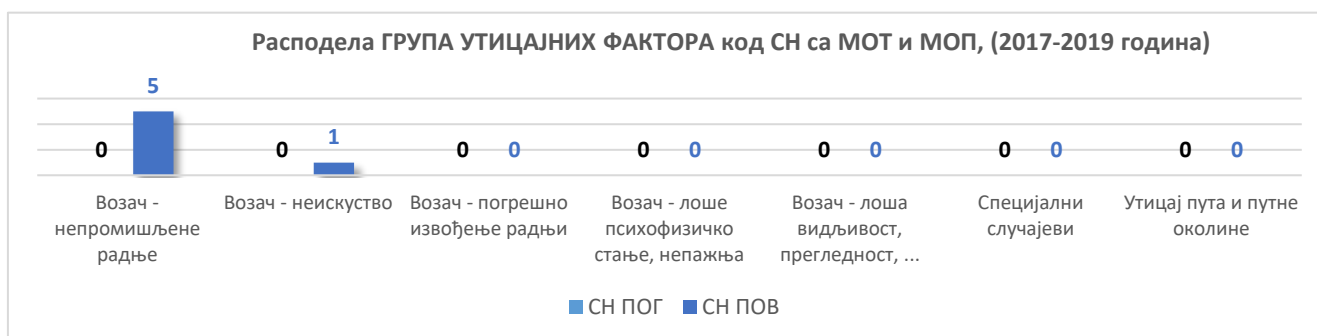 Расподела ГРУПА УТИЦАЈНИХ ФАКТОРА код СН са МОТ и МОП, (2017-2019 година)
5
0 1
0 0 0 0 0 0 0 0 0 0 0
Возач - непромишљене радње
Возач - неискуство
Возач - погрешно извођење радњи
Возач - лоше психофизичко стање, непажња
Возач - лоша видљивост, прегледност, ...
Специјални случајеви
Утицај пута и путне околине
СН ПОГ СН ПОВ